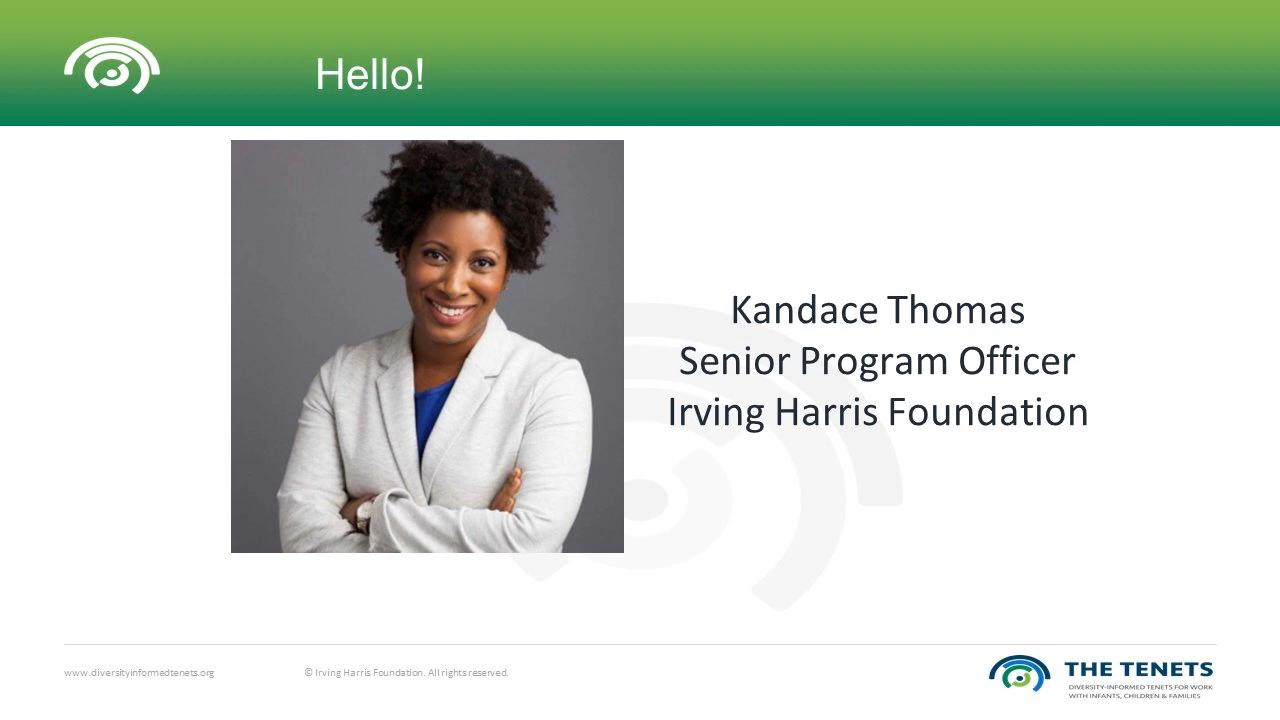 Hello!
Kandace Thomas
Senior Program Officer
Irving Harris Foundation
www.diversityinformedtenets.org
© Irving Harris Foundation. All rights reserved.
THE TENETS
DIVERSITY-INFORMED TENETS FOR WORK
WITH INFANTS, CHILDREN & FAMILIES